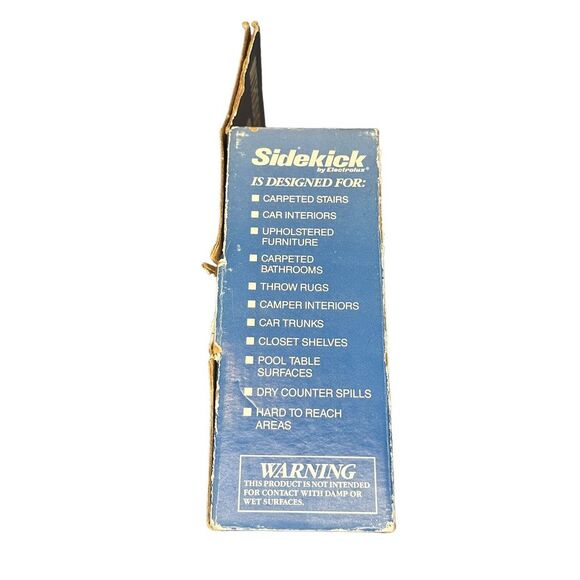 Sidekick
by Electrolux®
IS DESIGNED FOR:
■ CARPETED STAIRS
■ CAR INTERIORS
■ UPHOLSTERED
FURNITURE
■ CARPETED
BATHROOMS
■ THROW RUGS
■ CAMPER INTERIORS
■ CAR TRUNKS
■ CLOSET SHELVES
■ POOL TABLE
SURFACES
■ DRY COUNTER SPILLS
■ HARD TO REACH
AREAS
WARNING
THIS PRODUCT IS NOT INTENDED
FOR CONTACT WITH DAMP OR
WET SURFACES.